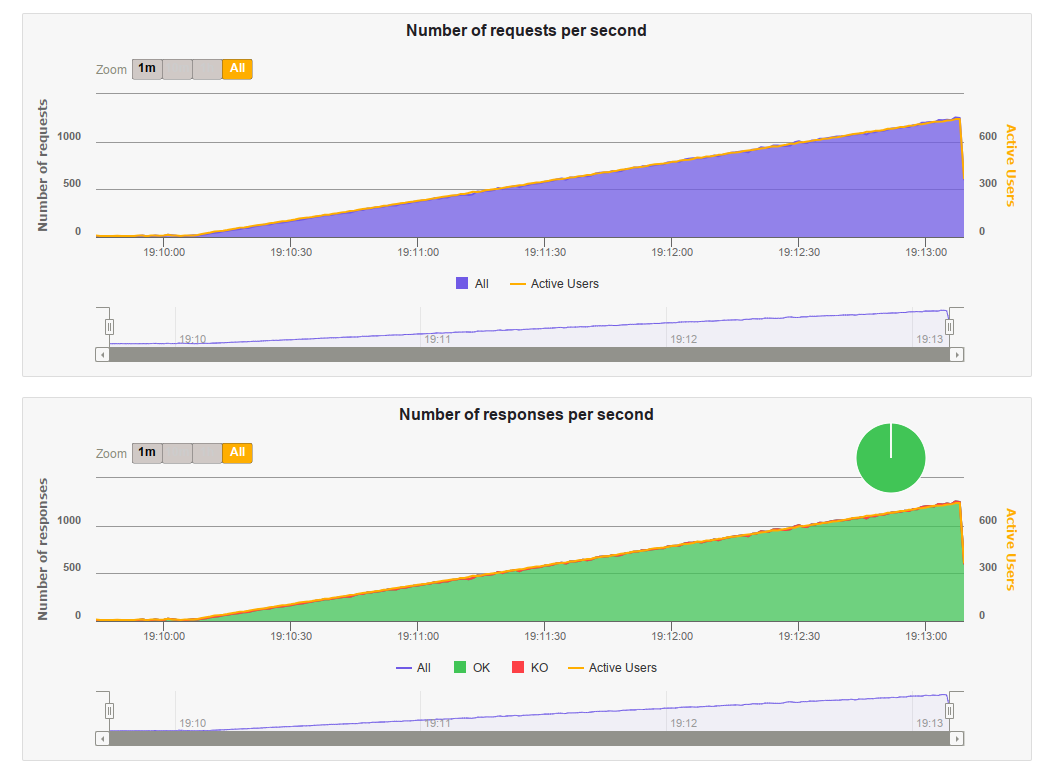 Number of requests per second
Zoom 1m All
Number of requests
1000
500
0
600
300
0
Active Users
19:10:00 19:10:30 19:11:00 19:11:30 19:12:00 19:12:30 19:13:00
All Active Users
19:10 19:11 19:12 19:13
Number of responses per second
Zoom 1m All
Number of responses
1000
500
0
600
300
0
Active Users
19:10:00 19:10:30 19:11:00 19:11:30 19:12:00 19:12:30 19:13:00
All OK KO Active Users
19:10 19:11 19:12 19:13